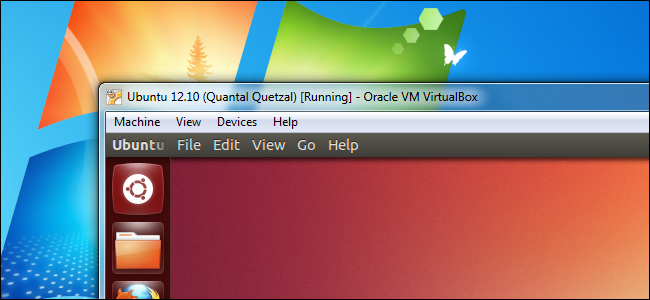 Ubuntu 12.10 (Quantal Quetzal) [Running] - Oracle VM VirtualBox
Machine View Devices Help
Ubuntu File Edit View Go Help